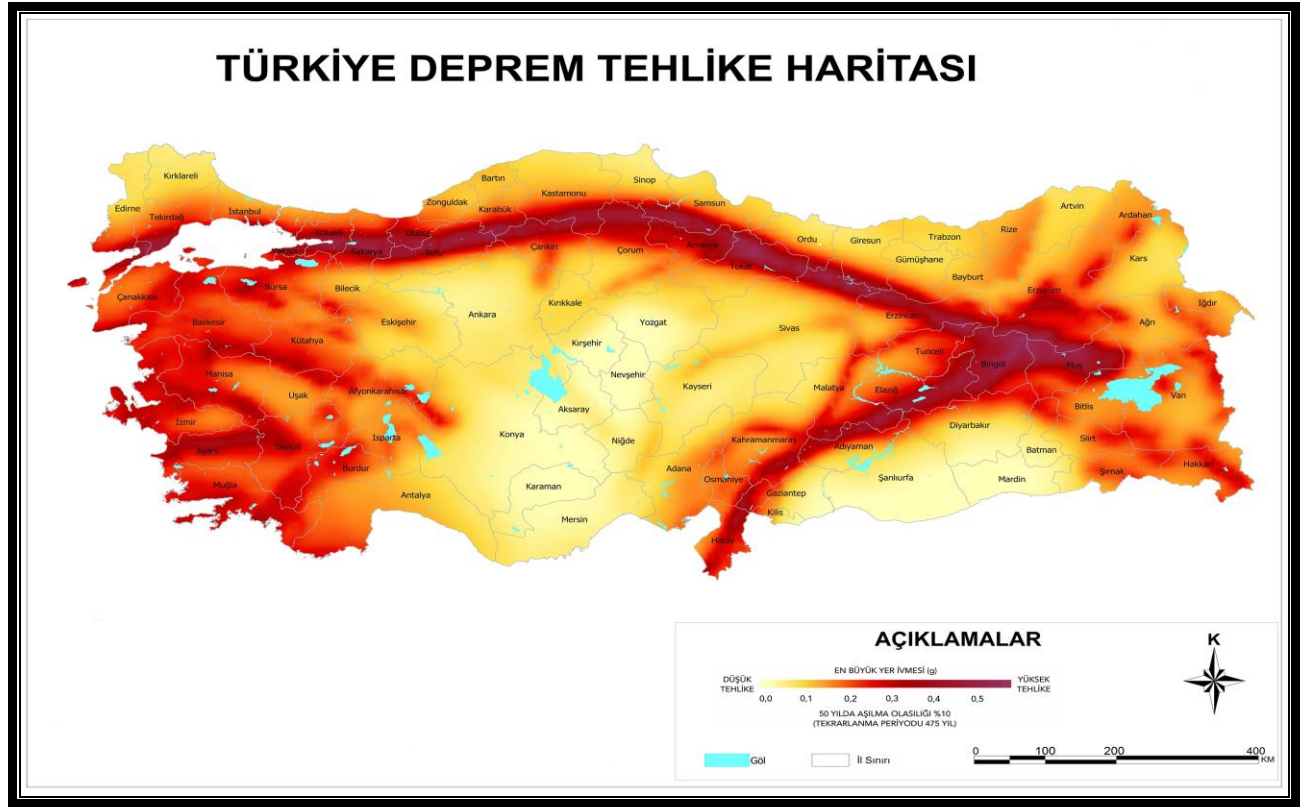 TÜRKİYE DEPREM TEHLİKE HARİTASI
Kırklareli
Edirne
Tekirdağ
İstanbul
Kocaeli
Yalova
Sakarya
Düzce
Bolu
Zonguldak
Bartın
Karabük
Kastamonu
Sinop
Çankırı
Çorum
Samsun
Amasya
Tokat
Ordu
Giresun
Trabzon
Gümüşhane
Bayburt
Rize
Artvin
Ardahan
Kars
Iğdır
Ağrı
Erzurum
Erzincan
Çanakkale
Balıkesir
Bursa
Bilecik
Kütahya
Eskişehir
Ankara
Kırıkkale
Yozgat
Kırşehir
Nevşehir
Sivas
Kayseri
Malatya
Tunceli
Elazığ
Bingöl
Muş
Bitlis
Van
Manisa
Uşak
Afyonkarahisar
İzmir
Aydın
Denizli
Isparta
Burdur
Muğla
Antalya
Konya
Aksaray
Niğde
Karaman
Mersin
Adana
Osmaniye
Kahramanmaraş
Gaziantep
Kilis
Hatay
Adıyaman
Şanlıurfa
Diyarbakır
Batman
Mardin
Siirt
Şırnak
Hakkari
AÇIKLAMALAR
EN BÜYÜK YER İVMESİ (g)
DÜŞÜK TEHLİKE
YÜKSEK TEHLİKE
0,0 0,1 0,2 0,3 0,4 0,5
50 YILDA AŞILMA OLASILIĞI %10
(TEKRARLANMA PERİYODU 475 YIL)
Göl
İl Sınırı
K
0 100 200 400
KM